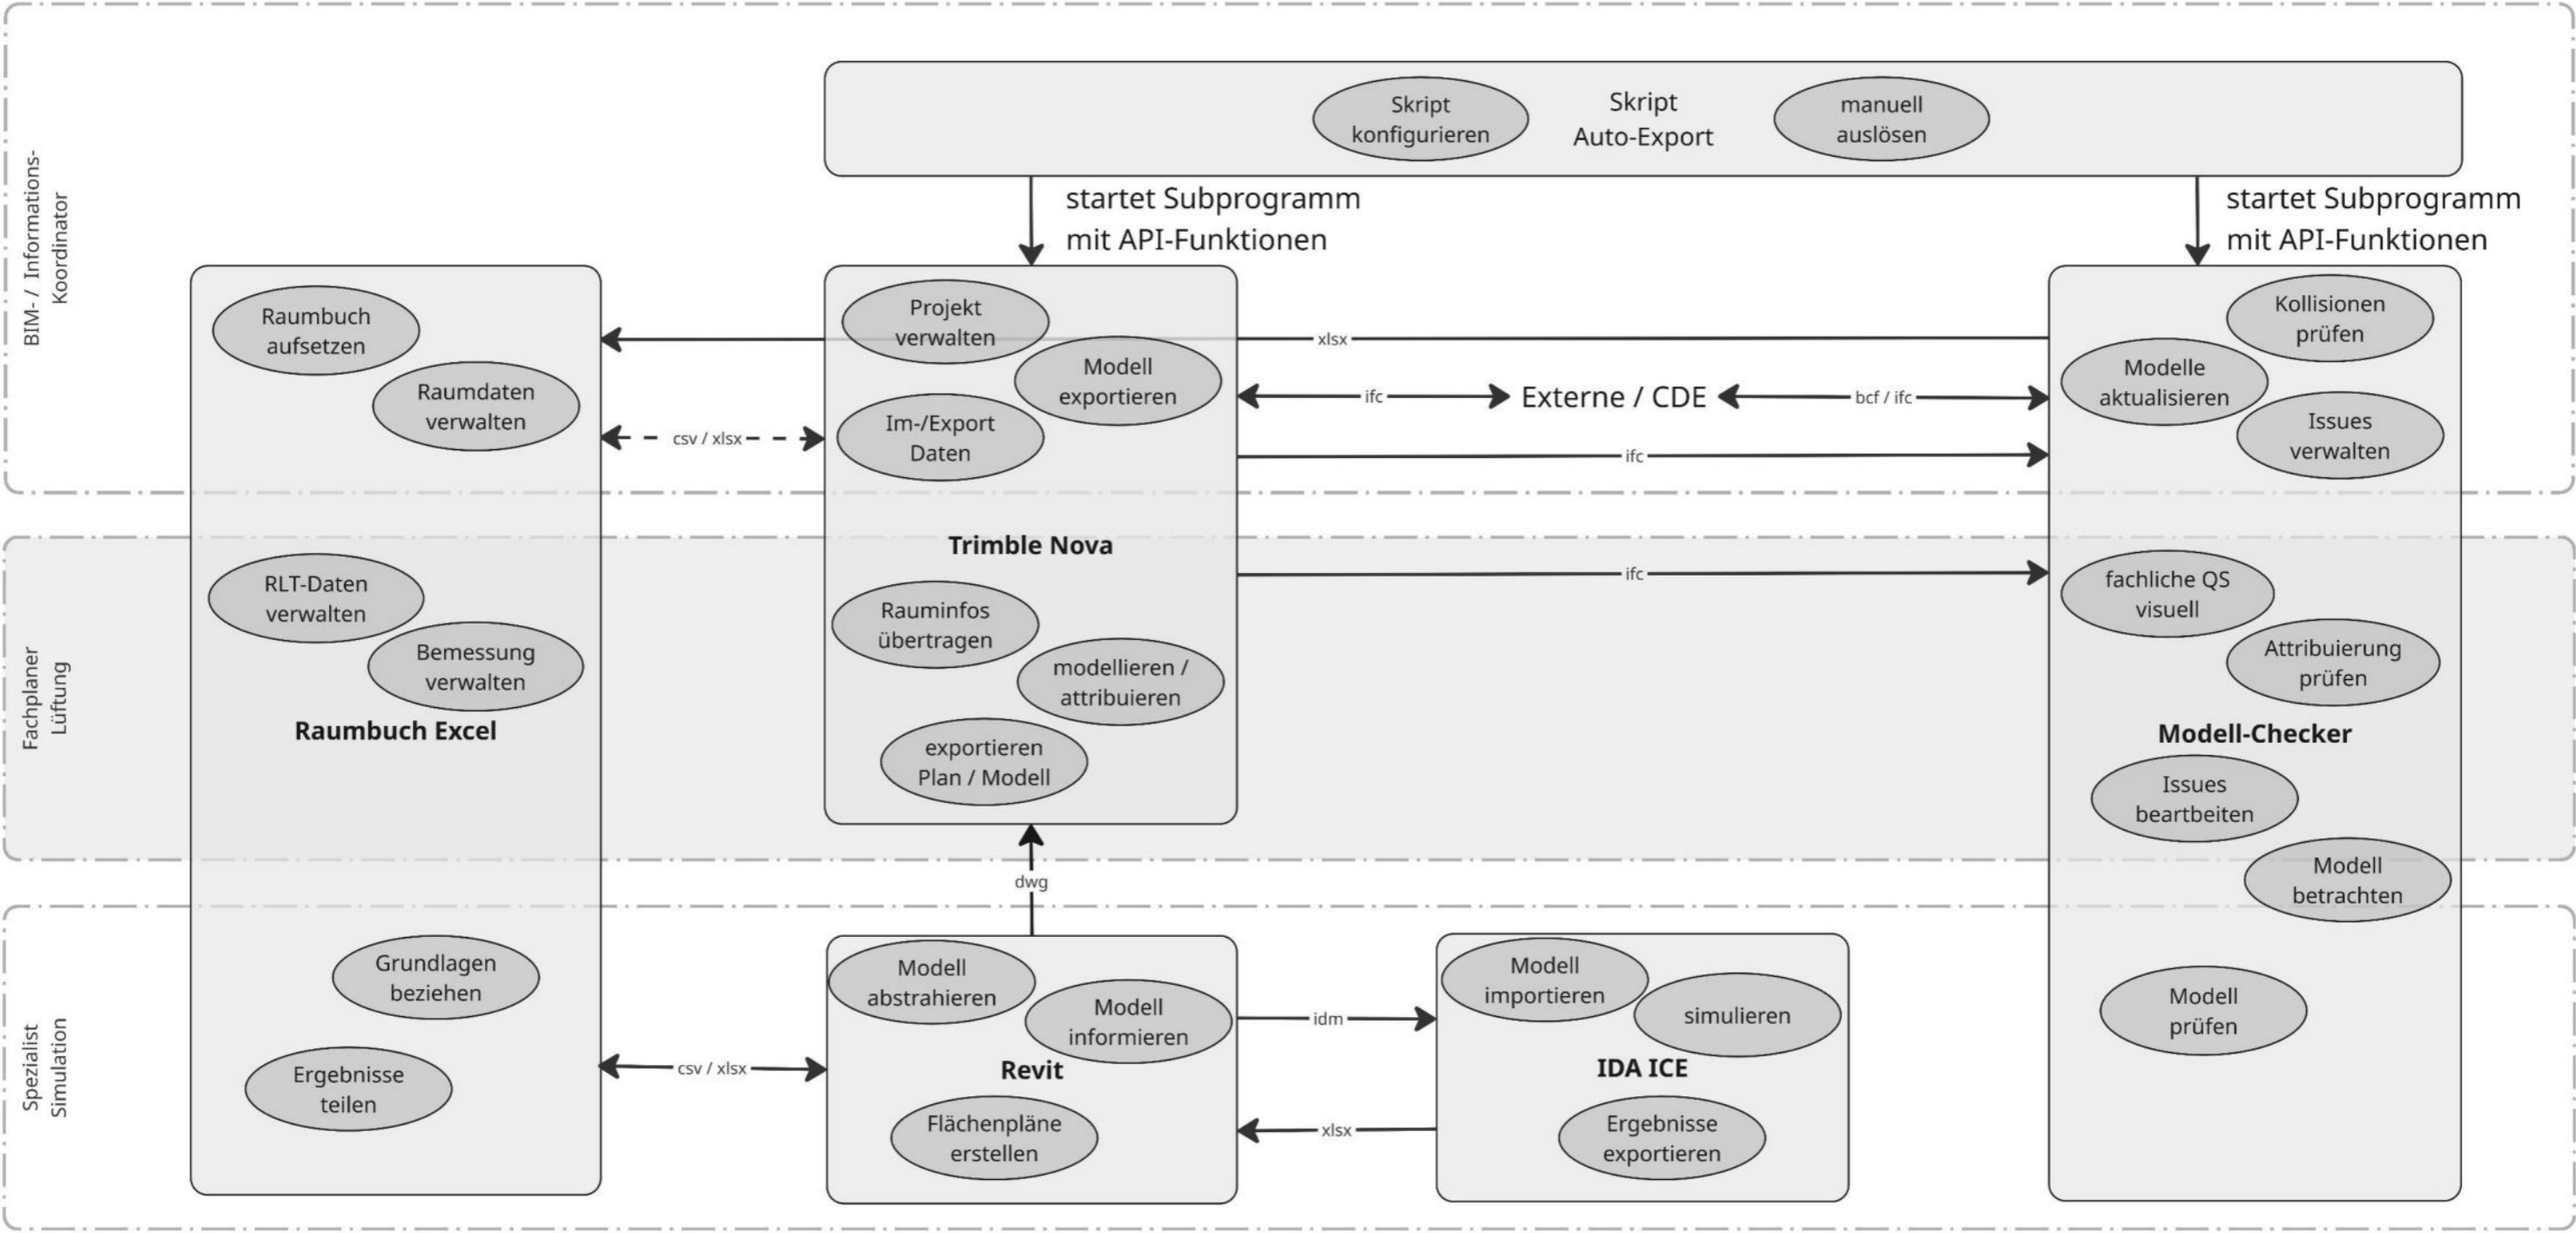 BIM- / Informations-
Koordinator
Skript
konfigurieren
Skript
Auto-Export
manuell
auslösen
startet Subprogramm
mit API-Funktionen
startet Subprogramm
mit API-Funktionen
Raumbuch
aufsetzen
Raumdaten
verwalten
csv / xlsx
Projekt
verwalten
Modell
exportieren
Im-/Export
Daten
xlsx
ifc
Externe / CDE
bcf / ifc
ifc
Kollisionen
prüfen
Modelle
aktualisieren
Issues
verwalten
Fachplaner
Lüftung
RLT-Daten
verwalten
Bemessung
verwalten
Raumbuch Excel
Trimble Nova
Rauminfos
übertragen
modellieren /
attribuieren
exportieren
Plan / Modell
ifc
fachliche QS
visuell
Attribuierung
prüfen
Modell-Checker
Issues
beartbeiten
Modell
betrachten
dwg
Spezialist
Simulation
Grundlagen
beziehen
Ergebnisse
teilen
csv / xlsx
Modell
abstrahieren
Modell
informieren
Revit
Flächenpläne
erstellen
idm
xlsx
Modell
importieren
simulieren
IDA ICE
Ergebnisse
exportieren
Modell
prüfen